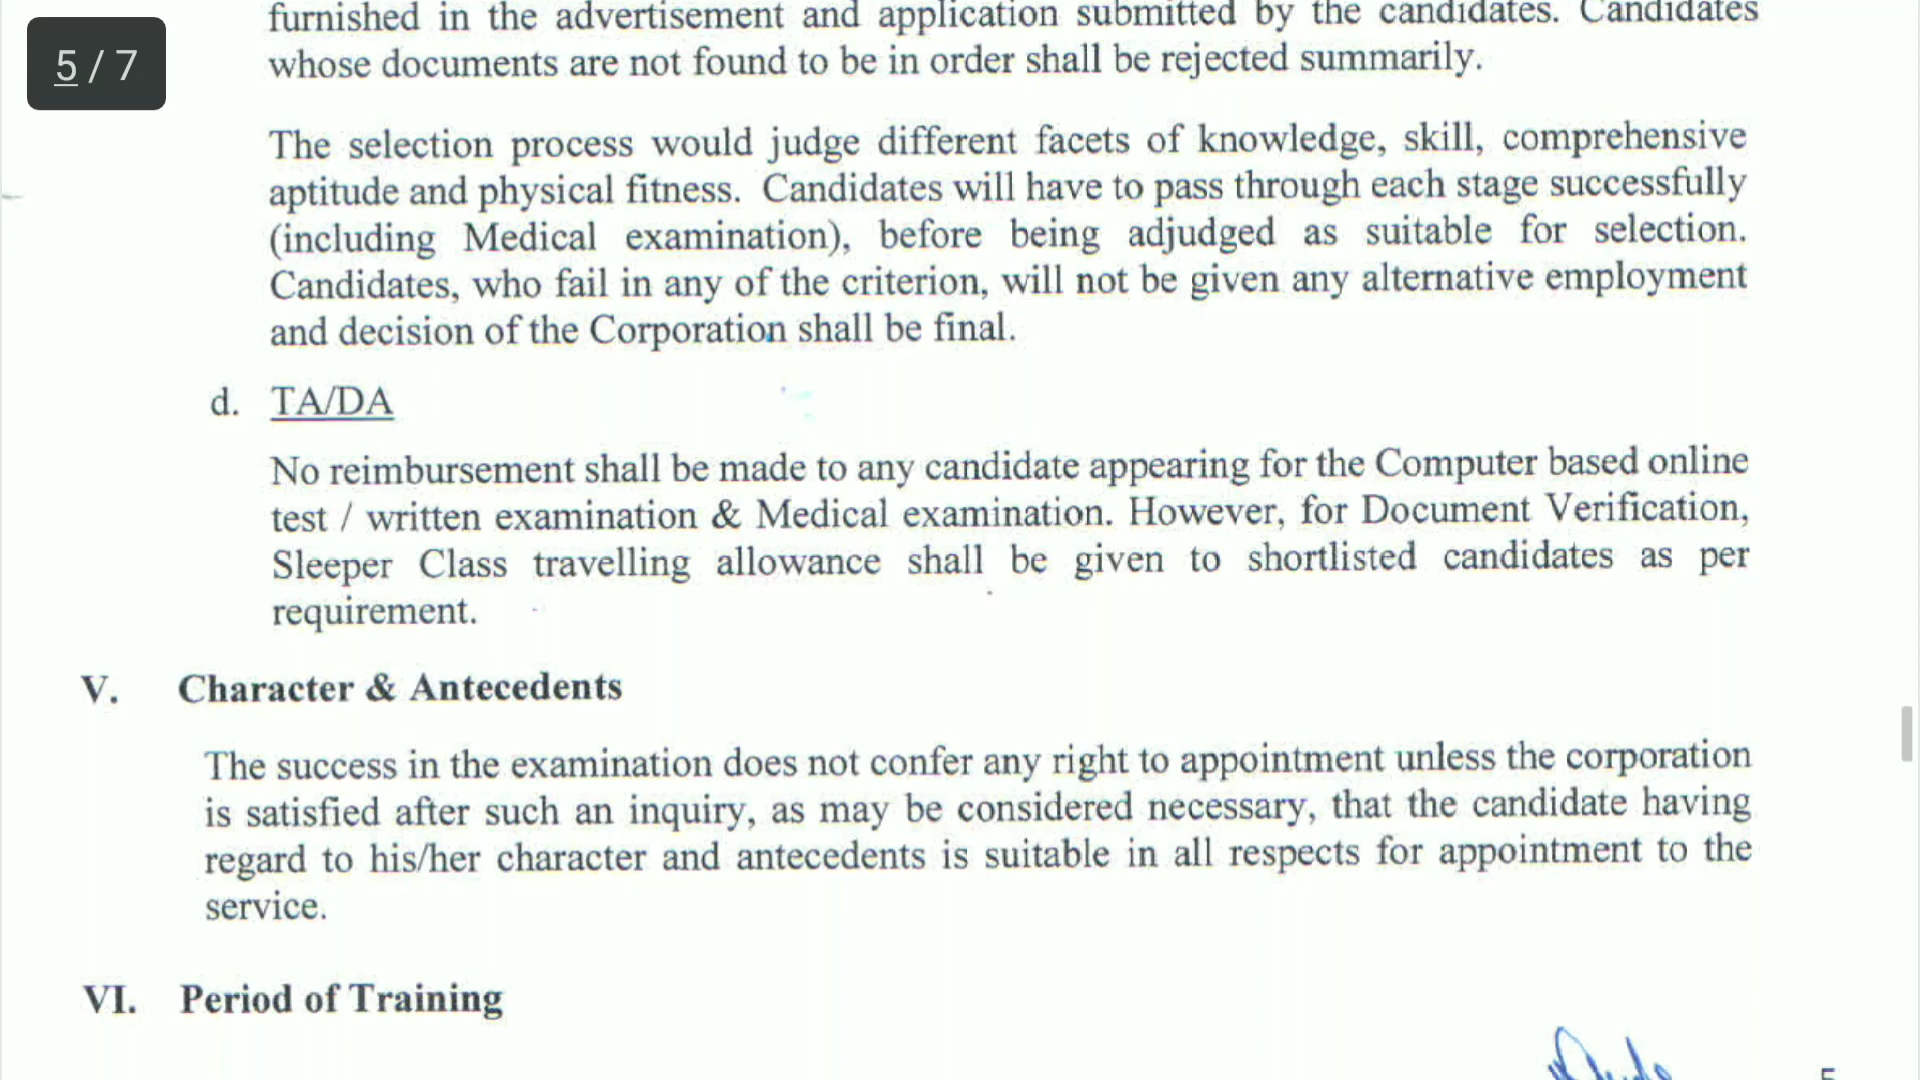 furnished in the advertisement and application submitted by the candidates. Candidates
5 / 7
whose documents are not found to be in order shall be rejected summarily.
The selection process would judge different facets of knowledge, skill, comprehensive
aptitude and physical fitness. Candidates will have to pass through each stage successfully
(including Medical examination), before being adjudged as suitable for selection.
Candidates, who fail in any of the criterion, will not be given any alternative employment
and decision of the Corporation shall be final.
d. TA/DA
No reimbursement shall be made to any candidate appearing for the Computer based online
test / written examination & Medical examination. However, for Document Verification,
Sleeper Class travelling allowance shall be given to shortlisted candidates as per
requirement.
V. Character & Antecedents
The success in the examination does not confer any right to appointment unless the corporation
is satisfied after such an inquiry, as may be considered necessary, that the candidate having
regard to his/her character and antecedents is suitable in all respects for appointment to the
service.
VI. Period of Training
5